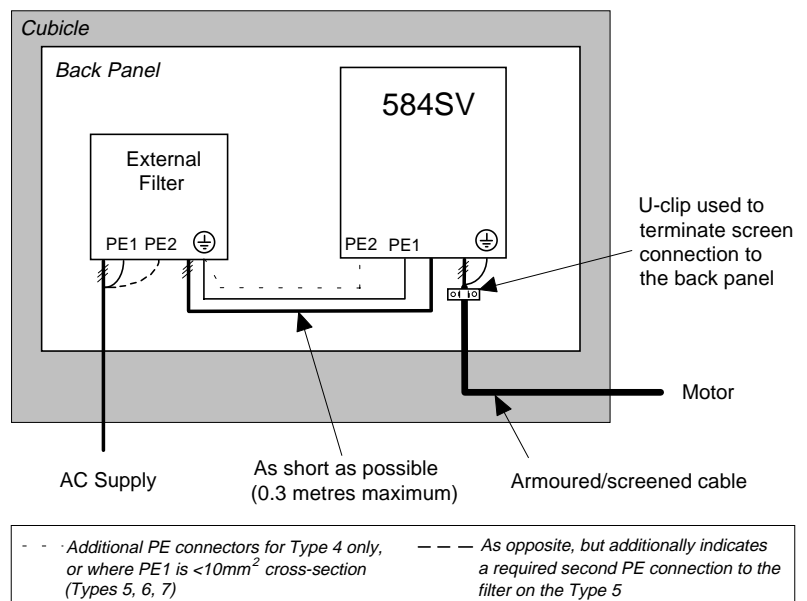 Cubicle
Back Panel
584SV
External
Filter
PE1 PE2
PE2 PE1
U-clip used to
terminate screen
connection to
the back panel
Motor
AC Supply
As short as possible
(0.3 metres maximum)
Armoured/screened cable
Additional PE connectors for Type 4 only,
or where PE1 is <10mm² cross-section
(Types 5, 6, 7)
As opposite, but additionally indicates
a required second PE connection to the
filter on the Type 5